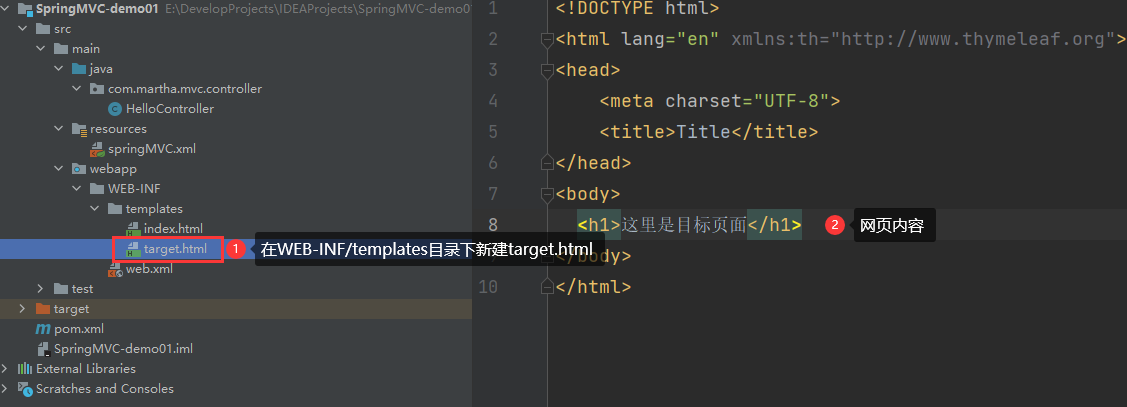 SpringMVC-demo01 E:\DevelopProjects\IDEAProjects\SpringMVC-demo0
src
main
java
com.martha.mvc.controller
HelloController
resources
springMVC.xml
webapp
WEB-INF
templates
index.html
target.html
1 在WEB-INF/templates目录下新建target.html
web.xml
test
target
pom.xml
SpringMVC-demo01.iml
External Libraries
Scratches and Consoles
1 <!DOCTYPE html>
2 <html lang="en" xmlns:th="http://www.thymeleaf.org">
3 <head>
4 <meta charset="UTF-8">
5 <title>Title</title>
6 </head>
7 <body>
8 <h1>这里是目标页面</h1> 2 网页内容
/body>
10 </html>